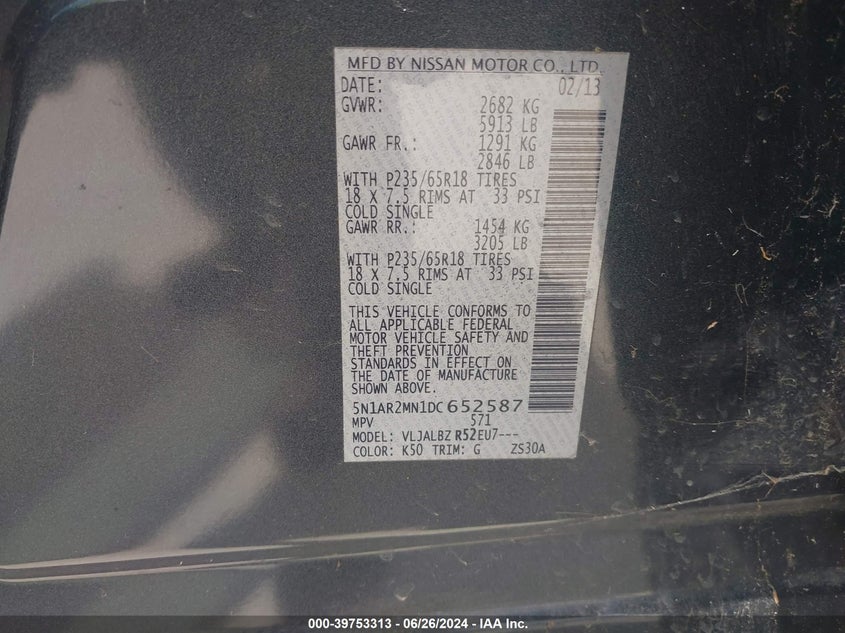 MFD BY NISSAN MOTOR CO., LTD.
DATE: 02/13
GVWR: 2682 KG
5913 LB
GAWR FR.: 1291 KG
2846 LB
WITH P235/65R18 TIRES
18 X 7.5 RIMS AT 33 PSI
COLD SINGLE
GAWR RR.: 1454 KG
3205 LB
WITH P235/65R18 TIRES
18 X 7.5 RIMS AT 33 PSI
COLD SINGLE
THIS VEHICLE CONFORMS TO
ALL APPLICABLE FEDERAL
MOTOR VEHICLE SAFETY AND
THEFT PREVENTION
STANDARDS IN EFFECT ON
THE DATE OF MANUFACTURE
SHOWN ABOVE.
5N1AR2MN1DC652587
MPV 571
MODEL: VLJALBZ R52EU7---
COLOR: K50 TRIM: G ZS30A
000-39753313 - 06/26/2024 - IAA Inc.